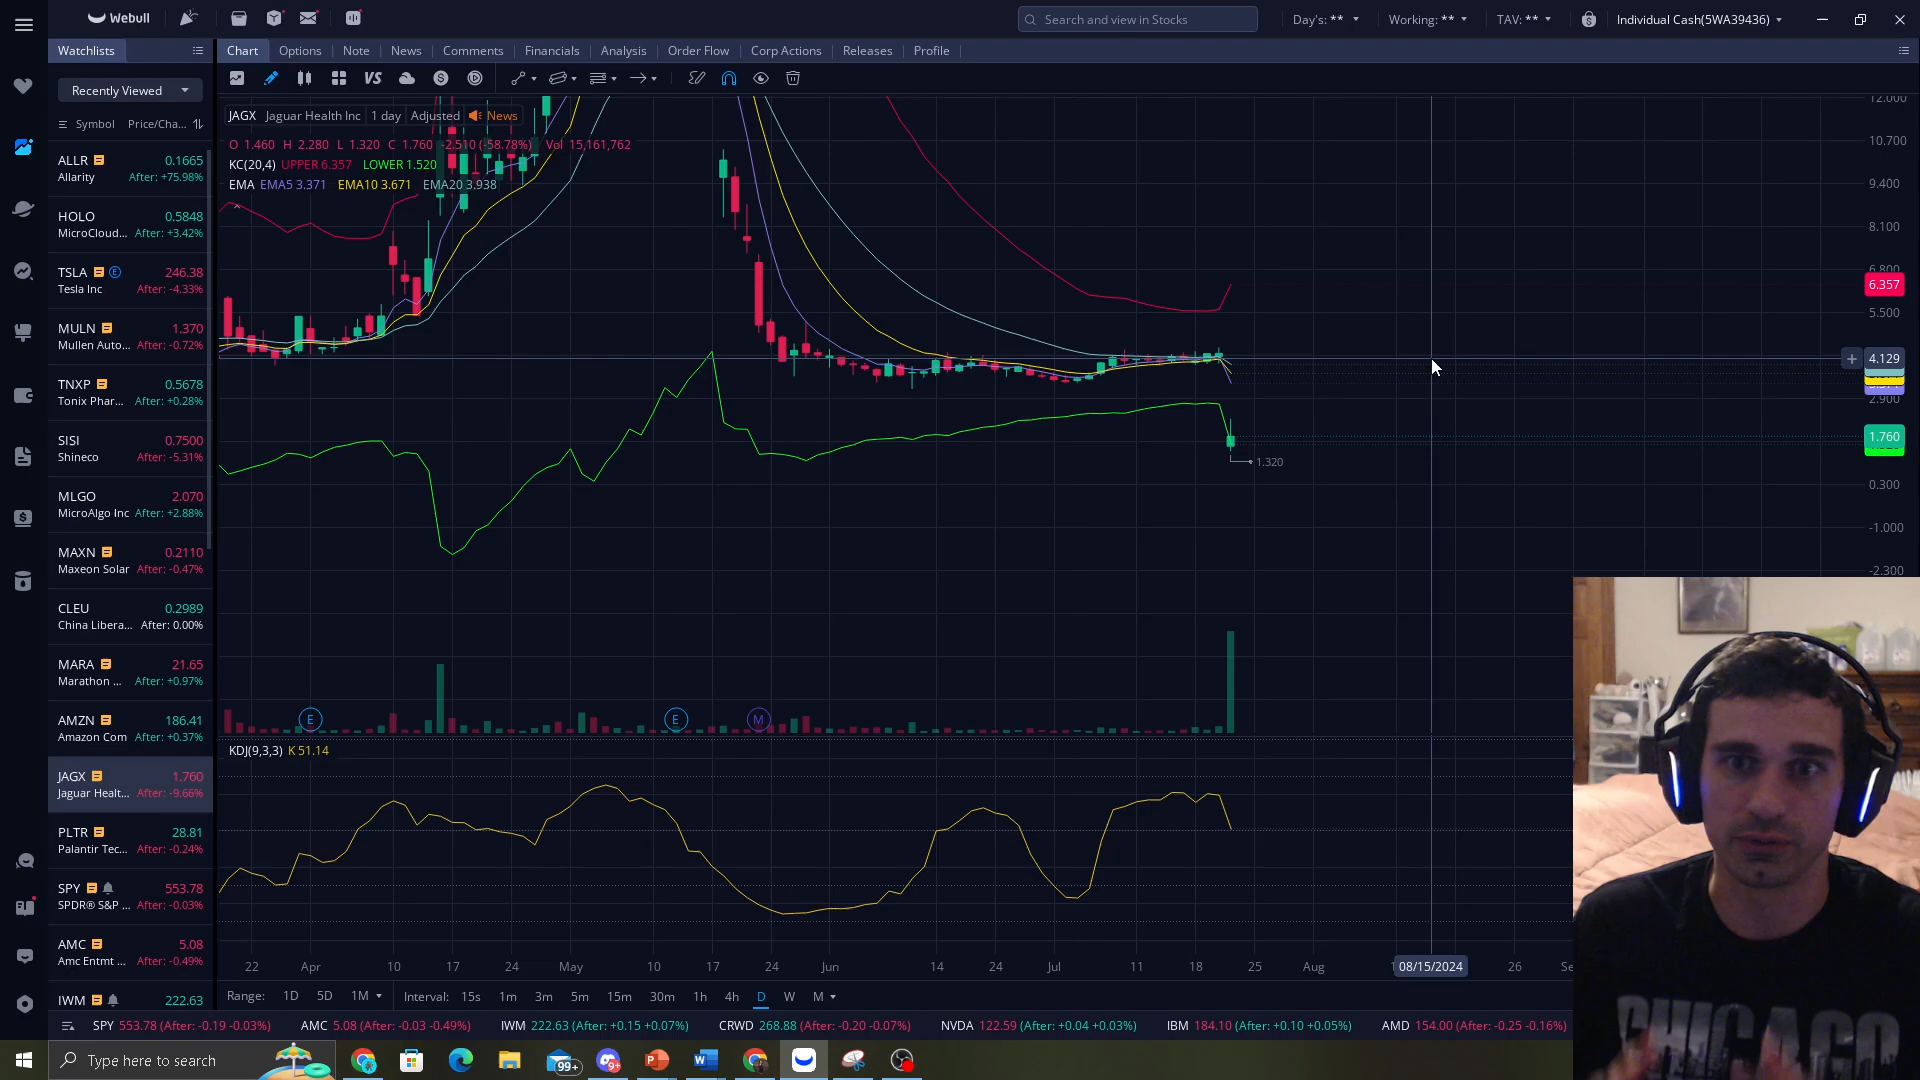 Webull
Search and view in Stocks
Day's: **
Working: **
TAV: **
Individual Cash(5WA39436)
Watchlists
Chart
Options
Note
News
Comments
Financials
Analysis
Order Flow
Corp Actions
Releases
Profile
Recently Viewed
VS
S
Symbol
Price/Cha...
JAGX Jaguar Health Inc 1 day Adjusted News
O 1.460 H 2.280 L 1.320 C 1.760 -2.510 (-58.78%) Vol 15,161,762
KC(20,4) UPPER 6.357 LOWER 1.520
EMA EMA5 3.371 EMA10 3.671 EMA20 3.938
ALLR 0.1665
Allarity After: +75.98%
HOLO 0.5848
MicroCloud... After: +3.42%
TSLA E 246.38
Tesla Inc After: -4.33%
MULN 1.370
Mullen Auto... After: -0.72%
TNXP 0.5678
Tonix Phar... After: +0.28%
SISI 0.7500
Shineco After: -5.31%
MLGO 2.070
MicroAlgo Inc After: +2.88%
MAXN 0.2110
Maxeon Solar After: -0.47%
CLEU 0.2989
China Libera... After: 0.00%
MARA 21.65
Marathon ... After: +0.97%
AMZN 186.41
Amazon Com After: +0.37%
JAGX 1.760
Jaguar Healt... After: -9.66%
PLTR 28.81
Palantir Tec... After: -0.24%
SPY 553.78
SPDR® S&P ... After: -0.03%
AMC 5.08
Amc Entmt ... After: -0.49%
IWM 222.63
12.000
10.700
9.400
8.100
6.800
6.357
5.500
4.129
2.900
1.760
1.320
0.300
-1.000
-2.300
E
E
M
KDJ(9,3,3) K 51.14
22 Apr 10 17 24 May 10 17 24 Jun 14 24 Jul 11 18 25 Aug 08/15/2024 26
Range: 1D 5D 1M Interval: 15s 1m 3m 5m 15m 30m 1h 4h D W M
SPY 553.78 (After: -0.19 -0.03%) AMC 5.08 (After: -0.03 -0.49%) IWM 222.63 (After: +0.15 +0.07%) CRWD 268.88 (After: -0.20 -0.07%) NVDA 122.59 (After: +0.04 +0.03%) IBM 184.10 (After: +0.10 +0.05%) AMD 154.00 (After: -0.25 -0.16%)
Type here to search
99+
9+
CHICAGO